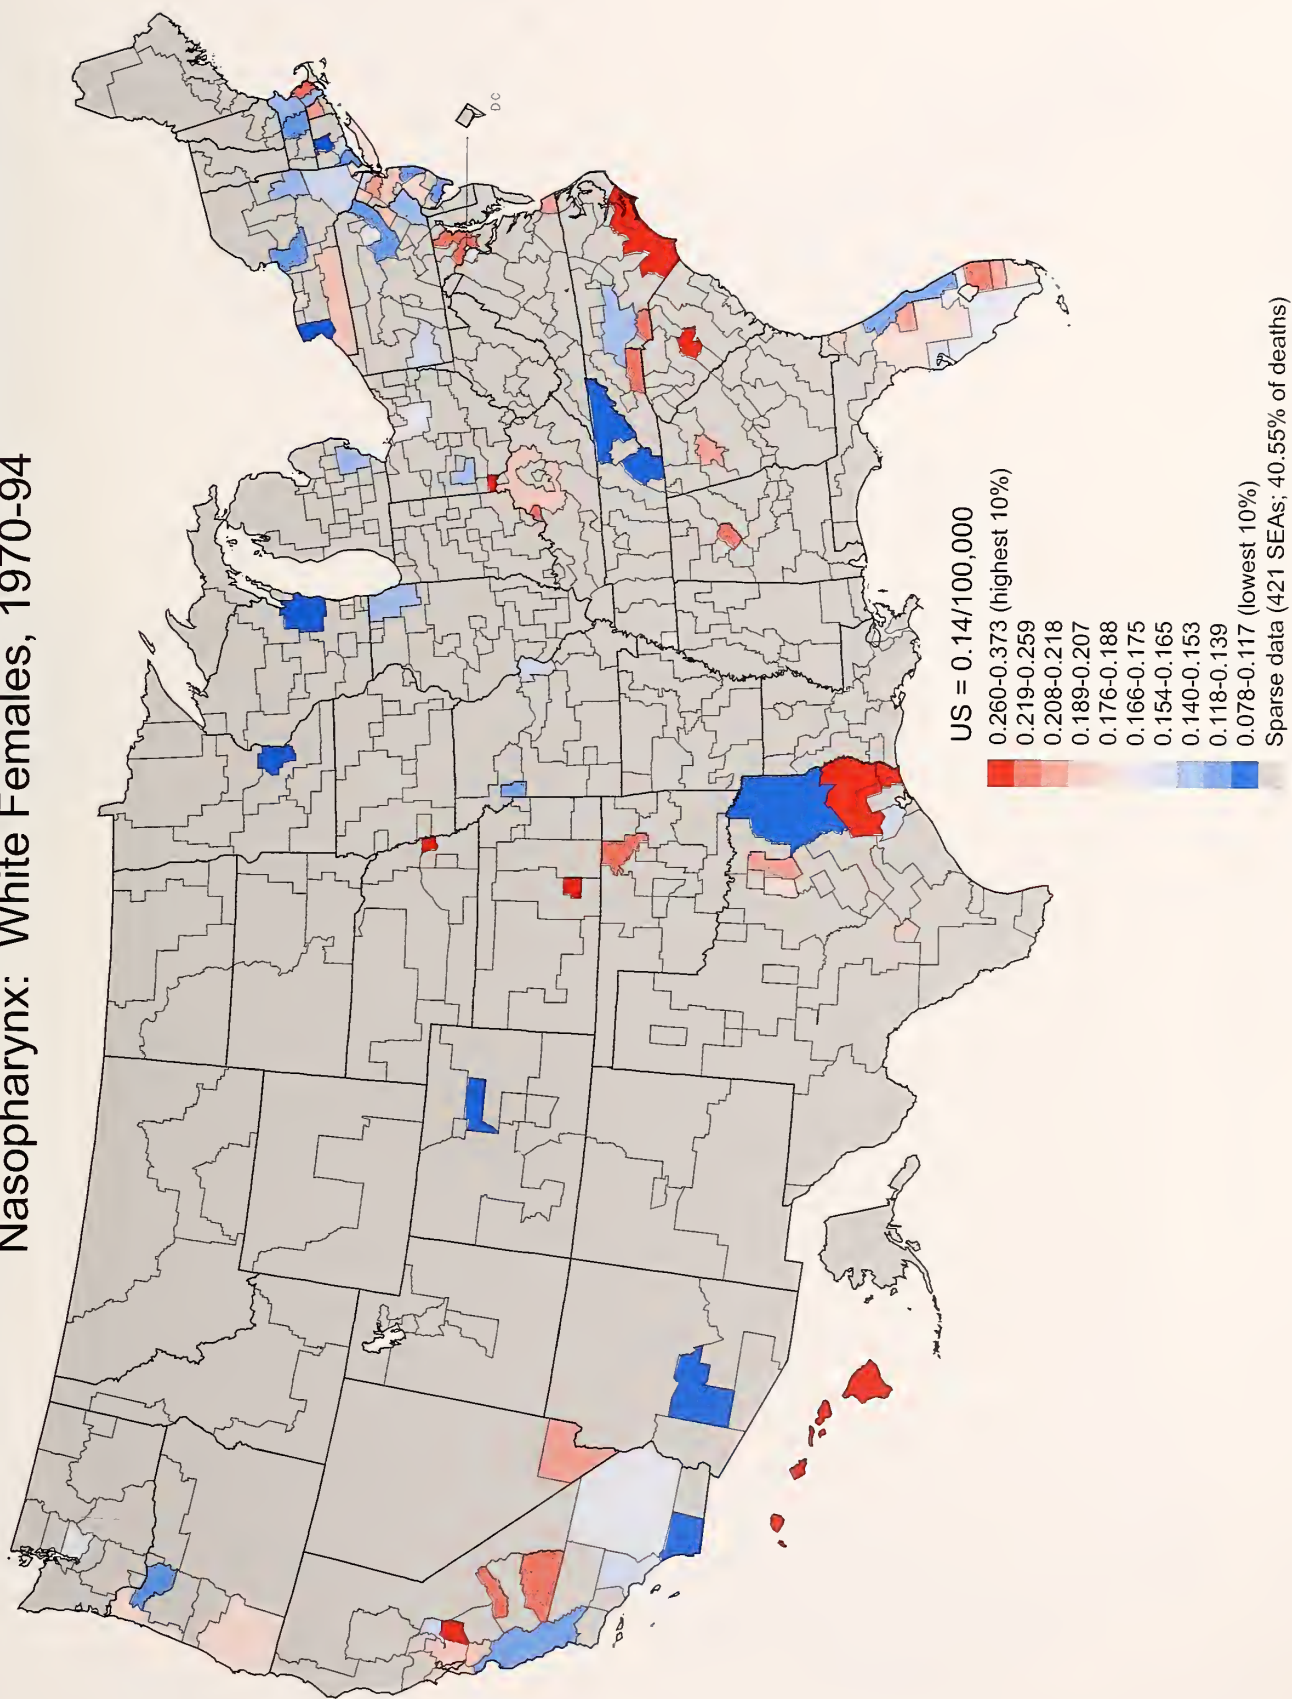 Nasopharynx: White Females, 1970-94
DC
US = 0.14/100,000
0.260-0.373 (highest 10%)
0.219-0.259
0.208-0.218
0.189-0.207
0.176-0.188
0.166-0.175
0.154-0.165
0.140-0.153
0.118-0.139
0.078-0.117 (lowest 10%)
Sparse data (421 SEAs; 40.55% of deaths)